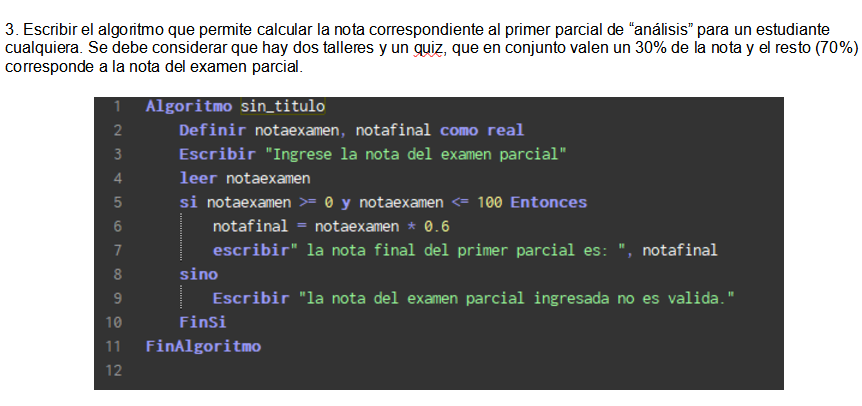 3. Escribir el algoritmo que permite calcular la nota correspondiente al primer parcial de “análisis” para un estudiante
cualquiera. Se debe considerar que hay dos talleres y un quiz, que en conjunto valen un 30% de la nota y el resto (70%)
corresponde a la nota del examen parcial.
1 Algoritmo sin_titulo
2 Definir notaexamen, notafinal como real
3 Escribir "Ingrese la nota del examen parcial"
4 leer notaexamen
5 si notaexamen >= 0 y notaexamen <= 100 Entonces
6 notafinal = notaexamen * 0.6
7 escribir" la nota final del primer parcial es: ", notafinal
8 sino
9 Escribir "la nota del examen parcial ingresada no es valida."
10 FinSi
11 FinAlgoritmo
12